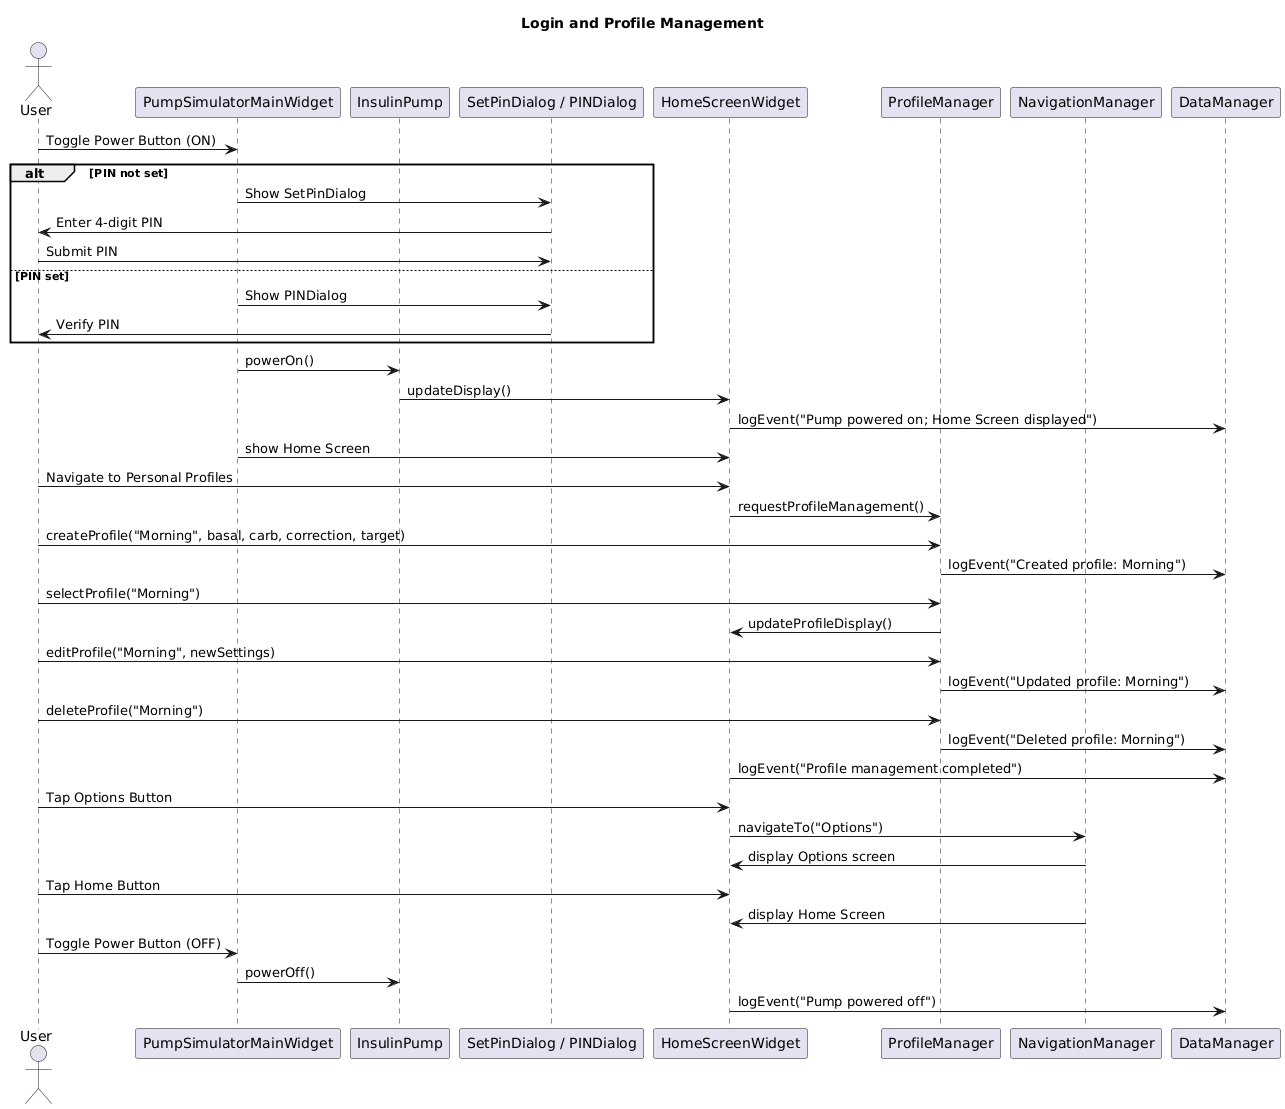 Login and Profile Management
User
PumpSimulatorMainWidget
InsulinPump
SetPinDialog / PINDialog
HomeScreenWidget
ProfileManager
NavigationManager
DataManager
Toggle Power Button (ON)
alt
[PIN not set]
Show SetPinDialog
Enter 4-digit PIN
Submit PIN
[PIN set]
Show PINDialog
Verify PIN
powerOn()
updateDisplay()
logEvent("Pump powered on; Home Screen displayed")
show Home Screen
Navigate to Personal Profiles
requestProfileManagement()
createProfile("Morning", basal, carb, correction, target)
logEvent("Created profile: Morning")
selectProfile("Morning")
updateProfileDisplay()
editProfile("Morning", newSettings)
logEvent("Updated profile: Morning")
deleteProfile("Morning")
logEvent("Deleted profile: Morning")
logEvent("Profile management completed")
Tap Options Button
navigateTo("Options")
display Options screen
Tap Home Button
display Home Screen
Toggle Power Button (OFF)
powerOff()
logEvent("Pump powered off")
User
PumpSimulatorMainWidget
InsulinPump
SetPinDialog / PINDialog
HomeScreenWidget
ProfileManager
NavigationManager
DataManager